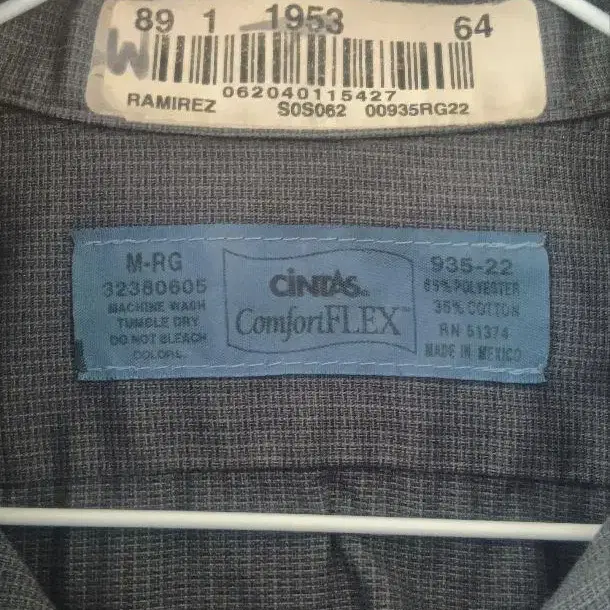 89 1 1953 64
W
062040115427
RAMIREZ S0S062 00935RG22
M-RG
32380605
MACHINE WASH
TUMBLE DRY
DO NOT BLEACH
COLORL.
CINTAS
ComfortFLEX™
935-22
65% POLYESTER
35% COTTON
RN 51374
MADE IN MEXICO